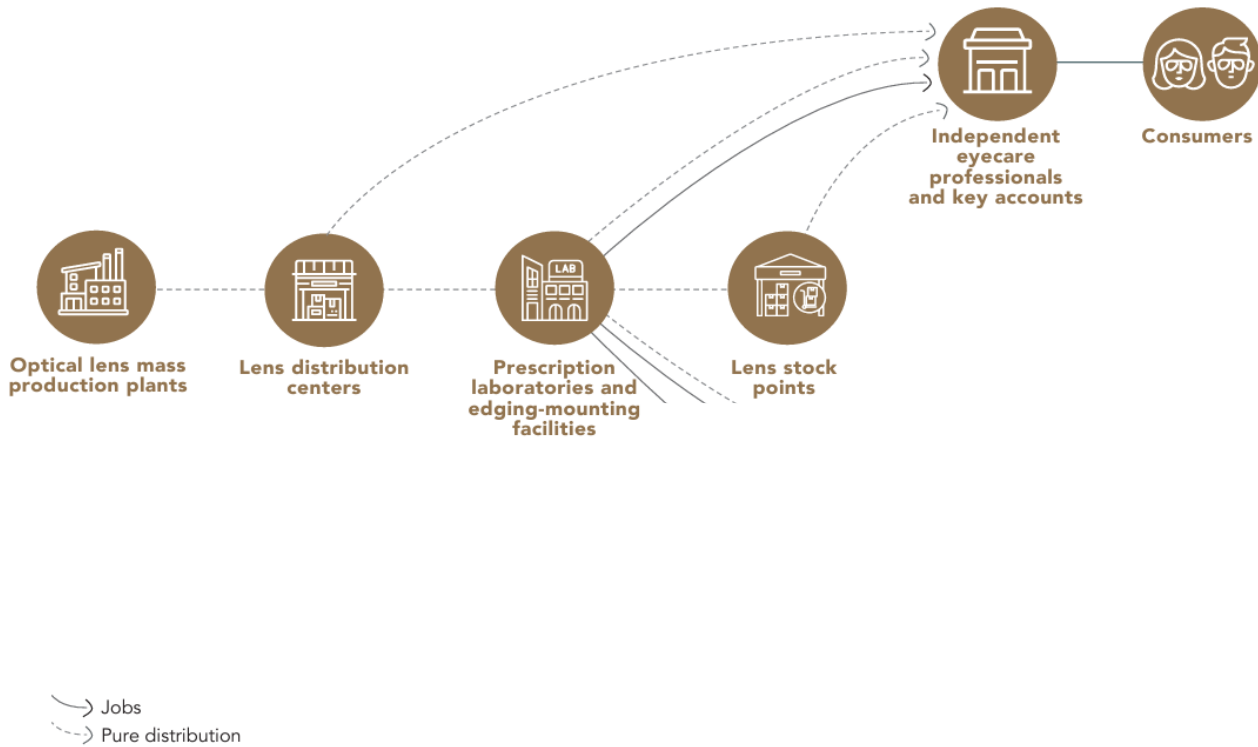 Independent
eyecare
professionals
and key accounts
Consumers
LAB
Optical lens mass
production plants
Lens distribution
centers
Prescription
laboratories and
edging-mounting
facilities
Lens stock
points
Jobs
Pure distribution